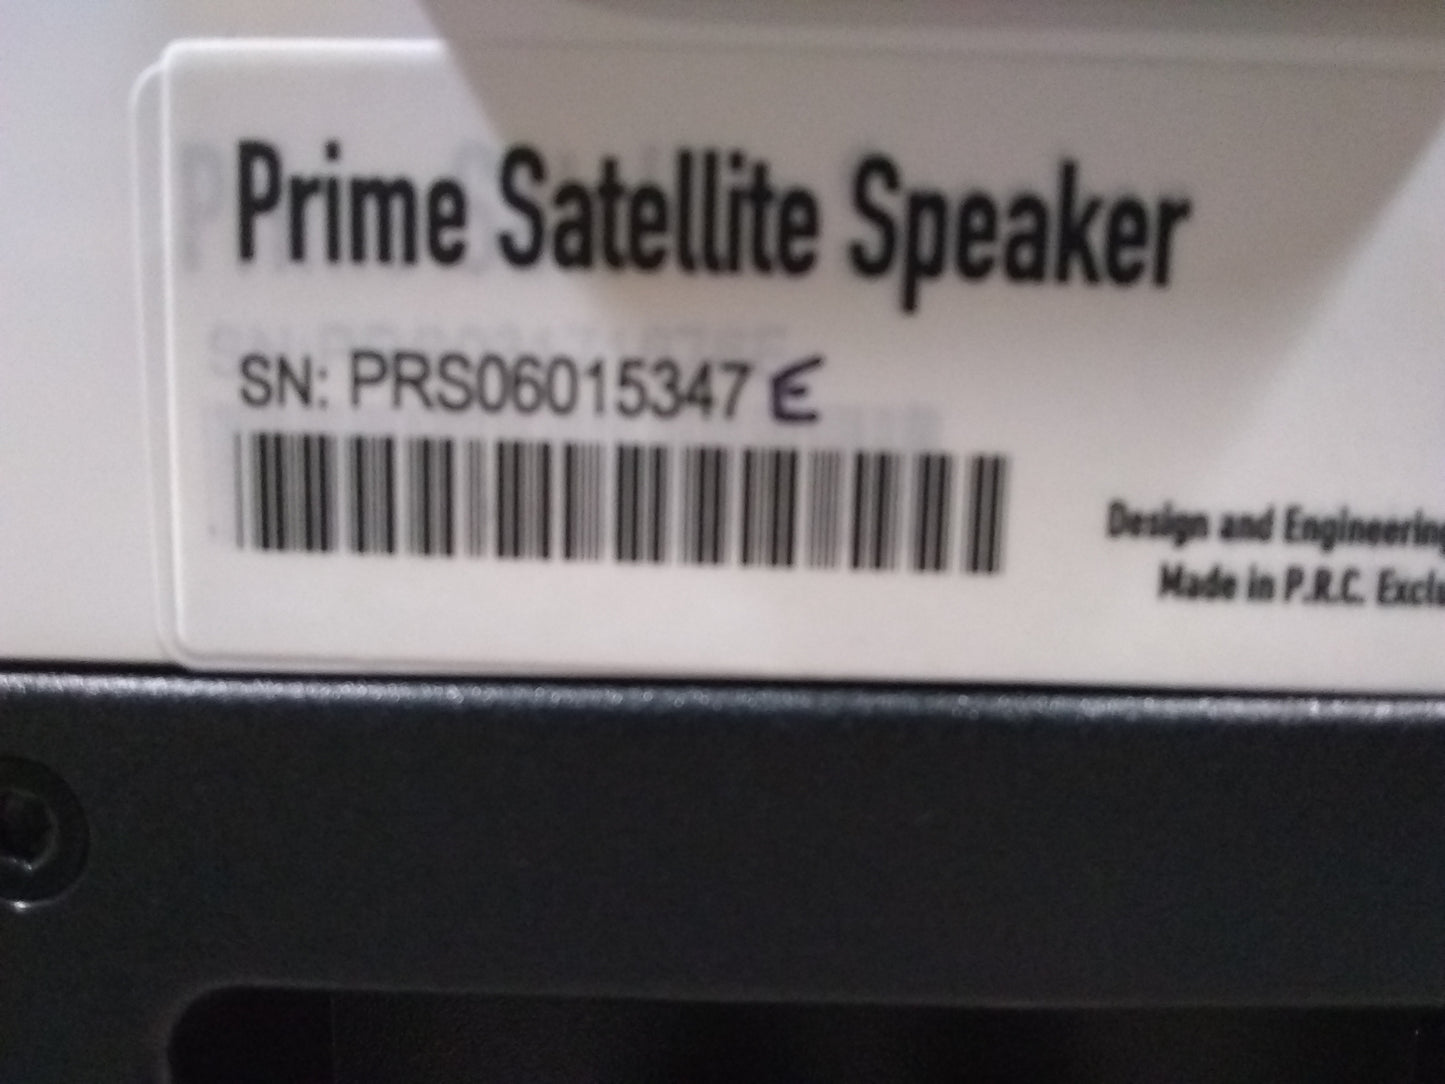 Prime Satellite Speaker
SN: PRS06015347 E
Design and Engineering
Made in P.R.C.